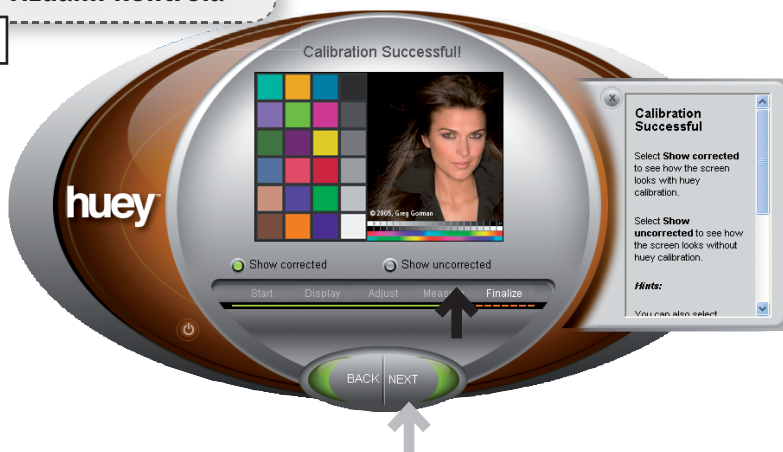 Calibration Successful!
huey™
© 2005, Greg Gorman
Show corrected
Show uncorrected
Start Display Adjust Finalize
BACK NEXT
X
Calibration
Successful
Select Show corrected
to see how the screen
looks with huey
calibration.
Select Show
uncorrected to see how
the screen looks without
huey calibration.
Hints:
You can also select